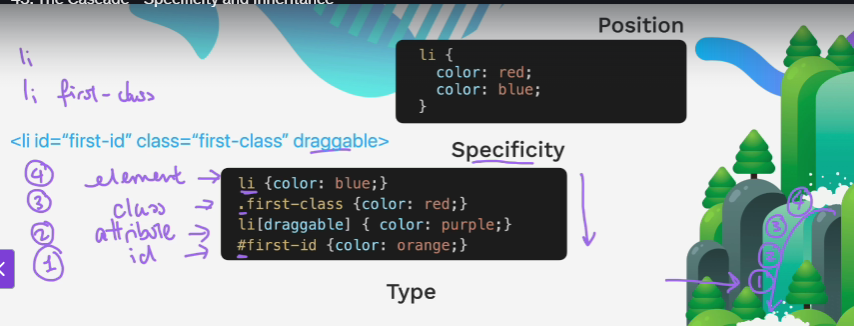 45. The Cascade - Specificity and Inheritance
Position
li {
color: red;
color: blue;
}
li
li first-class
<li id="first-id" class="first-class" draggable>
Specificity
4 element → li {color: blue;}
3 class → .first-class {color: red;}
2 attribute → li[draggable] { color: purple;}
1 id → #first-id {color: orange;}
Type
4
3
2
1